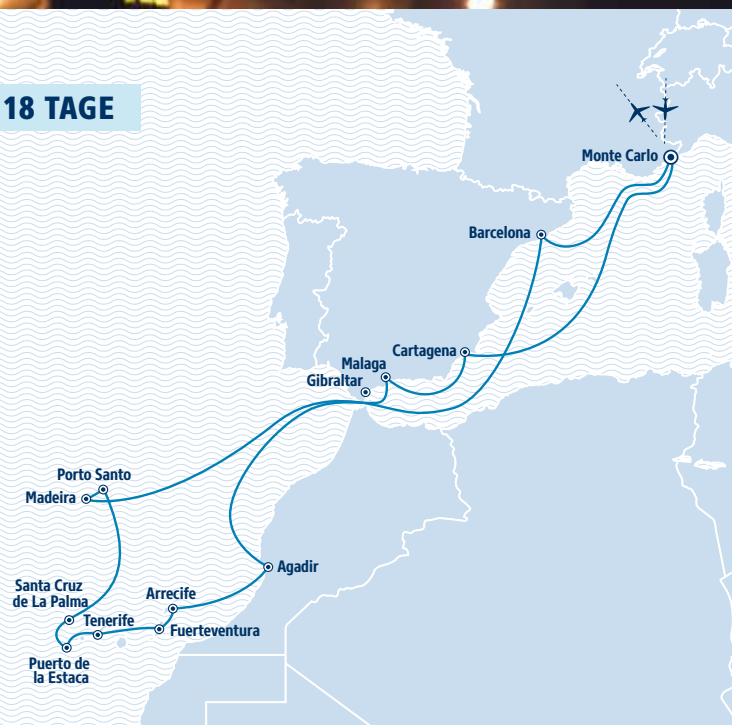 18 TAGE
Monte Carlo
Barcelona
Cartagena
Malaga
Gibraltar
Porto Santo
Madeira
Agadir
Santa Cruz
de La Palma
Arrecife
Tenerife
Fuerteventura
Puerto de
la Estaca